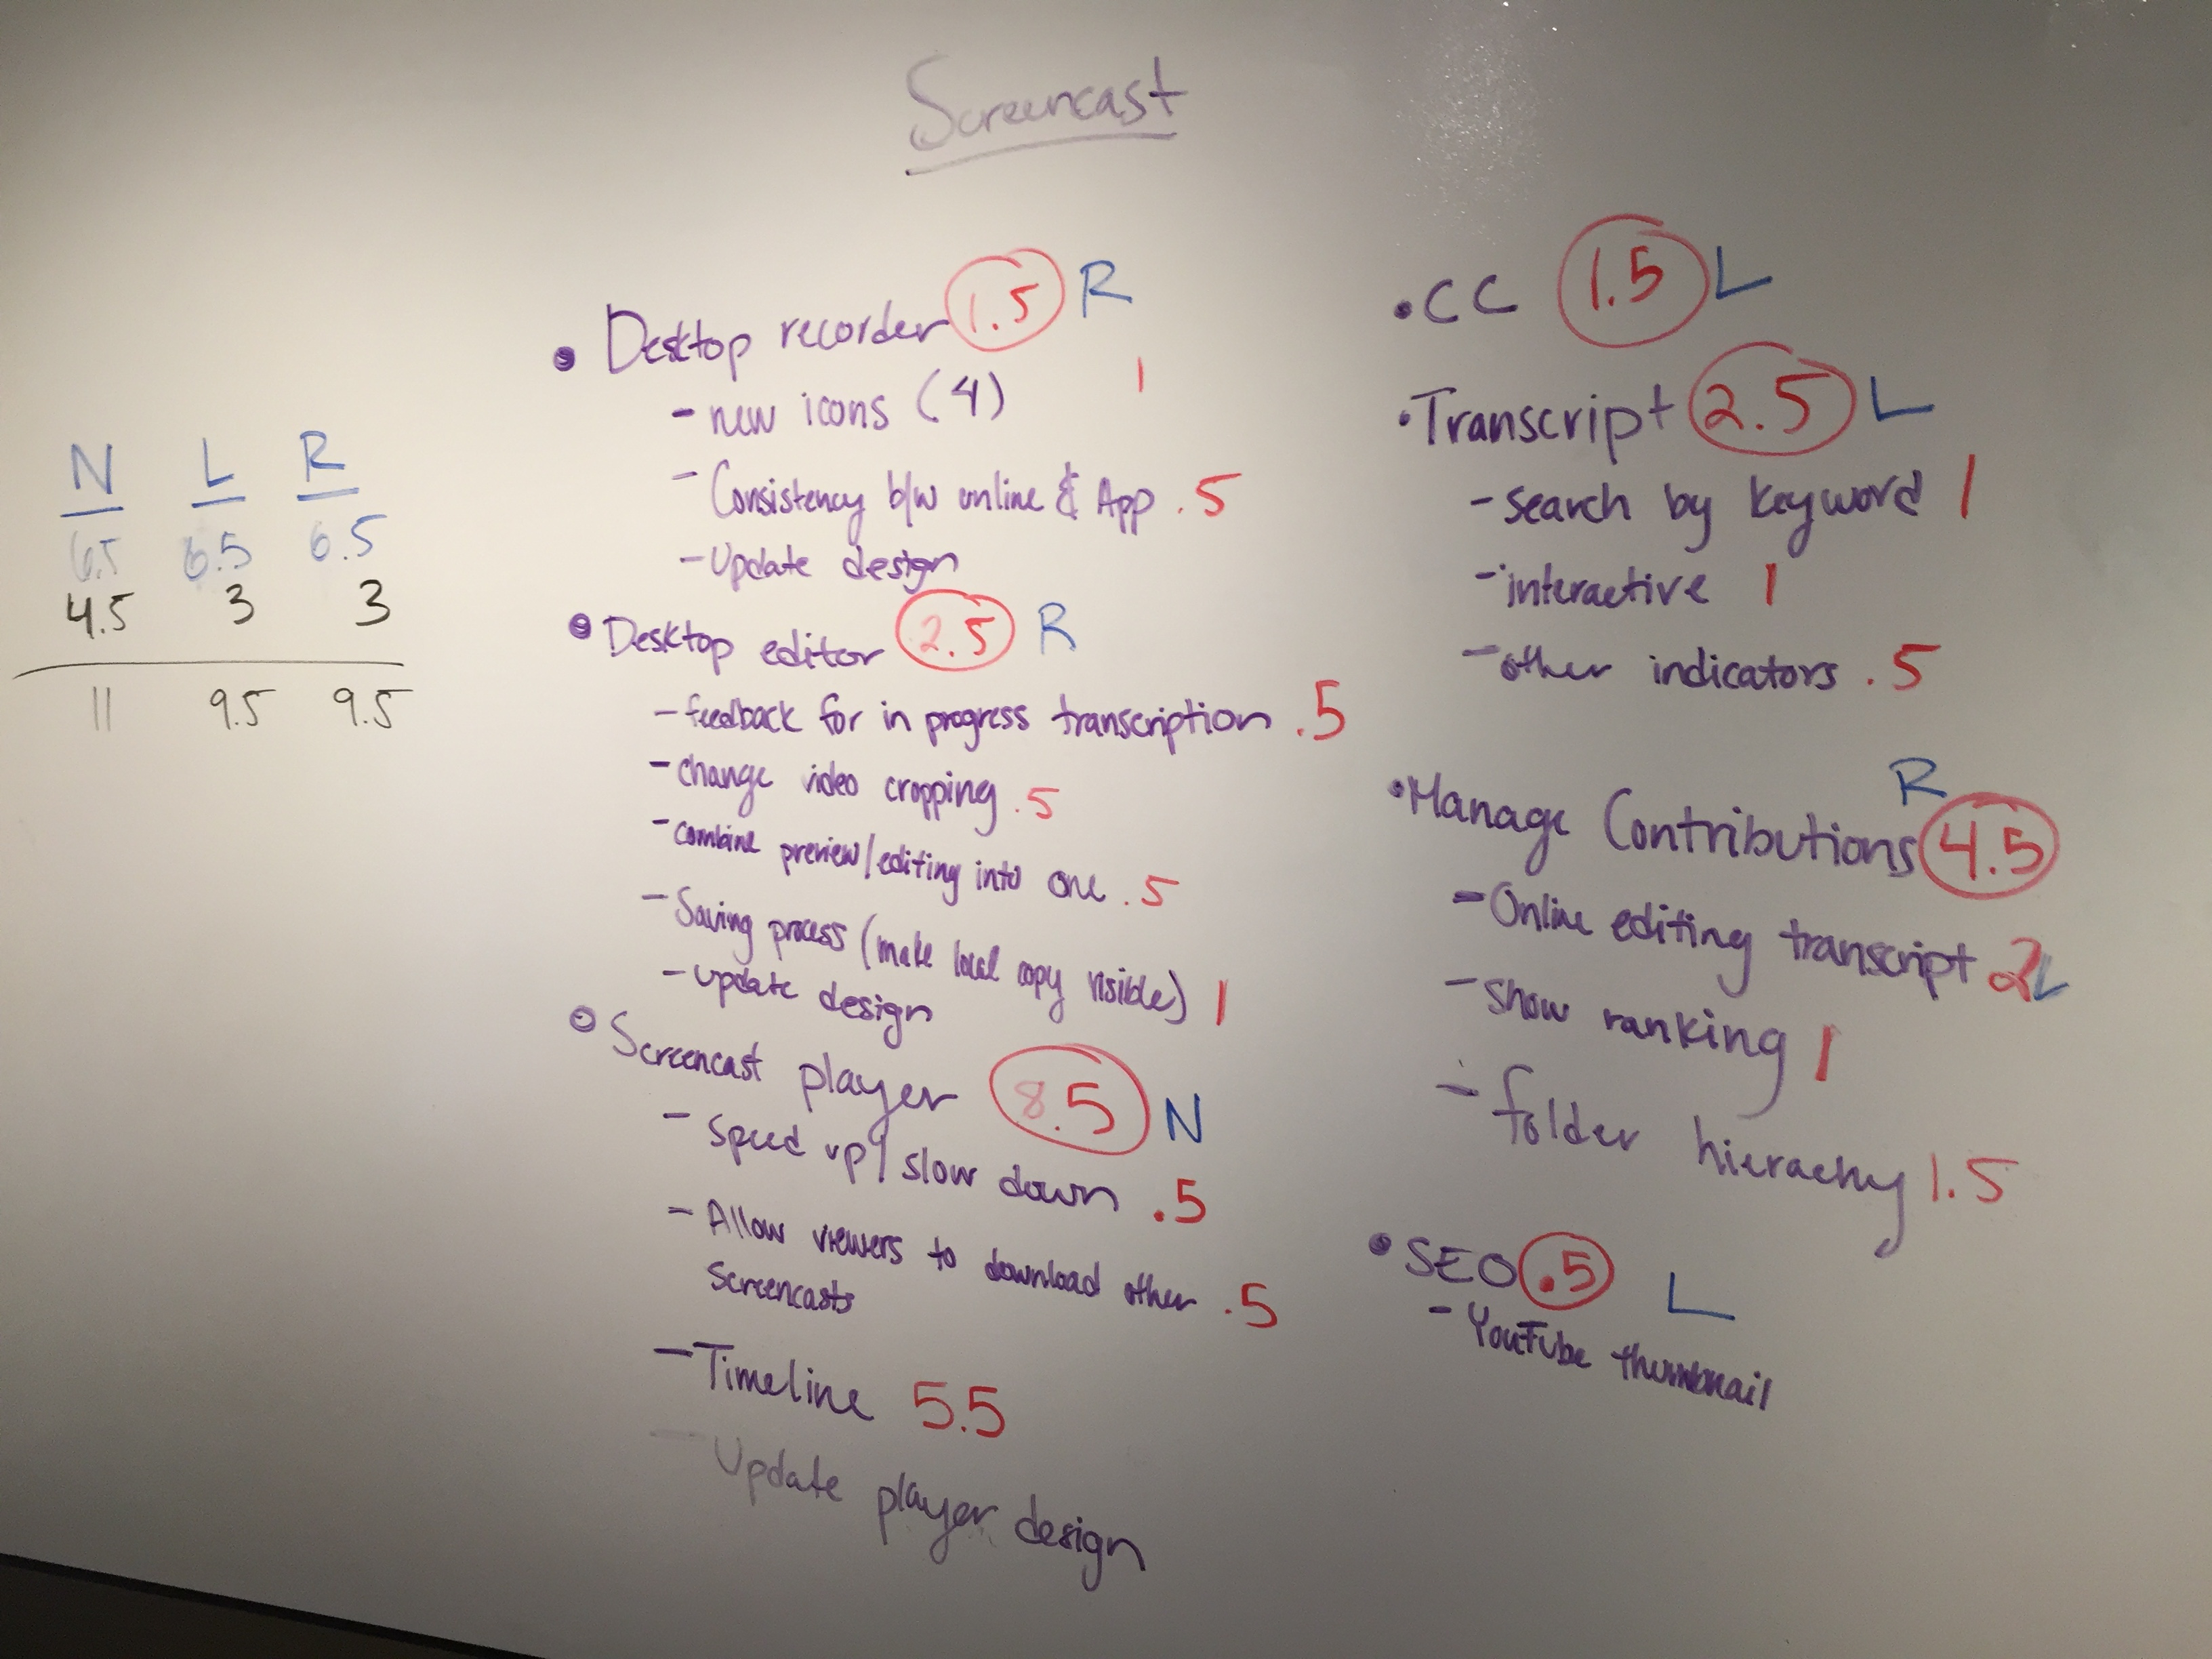 Screencast
N L R
6.5 6.5 6.5
4.5 3 3
11 9.5 9.5
• Desktop recorder 1.5 R
- new icons (4) 1
- Consistency b/w online & App .5
- Update design
• Desktop editor 2.5 R
- feedback for in progress transcription .5
- change video cropping .5
- combine preview/editing into one .5
- Saving process (make local copy visible) 1
- update design
• Screencast player 8.5 N
- Speed up/slow down .5
- Allow viewers to download other .5
screencasts
- Timeline 5.5
- Update player design
• CC 1.5 L
• Transcript 2.5 L
- search by keyword 1
- interactive 1
- other indicators .5
• Manage Contributions R 4.5
- Online editing transcript 2 L
- show ranking 1
- folder hierachy 1.5
• SEO .5 L
- YouTube thumbnail